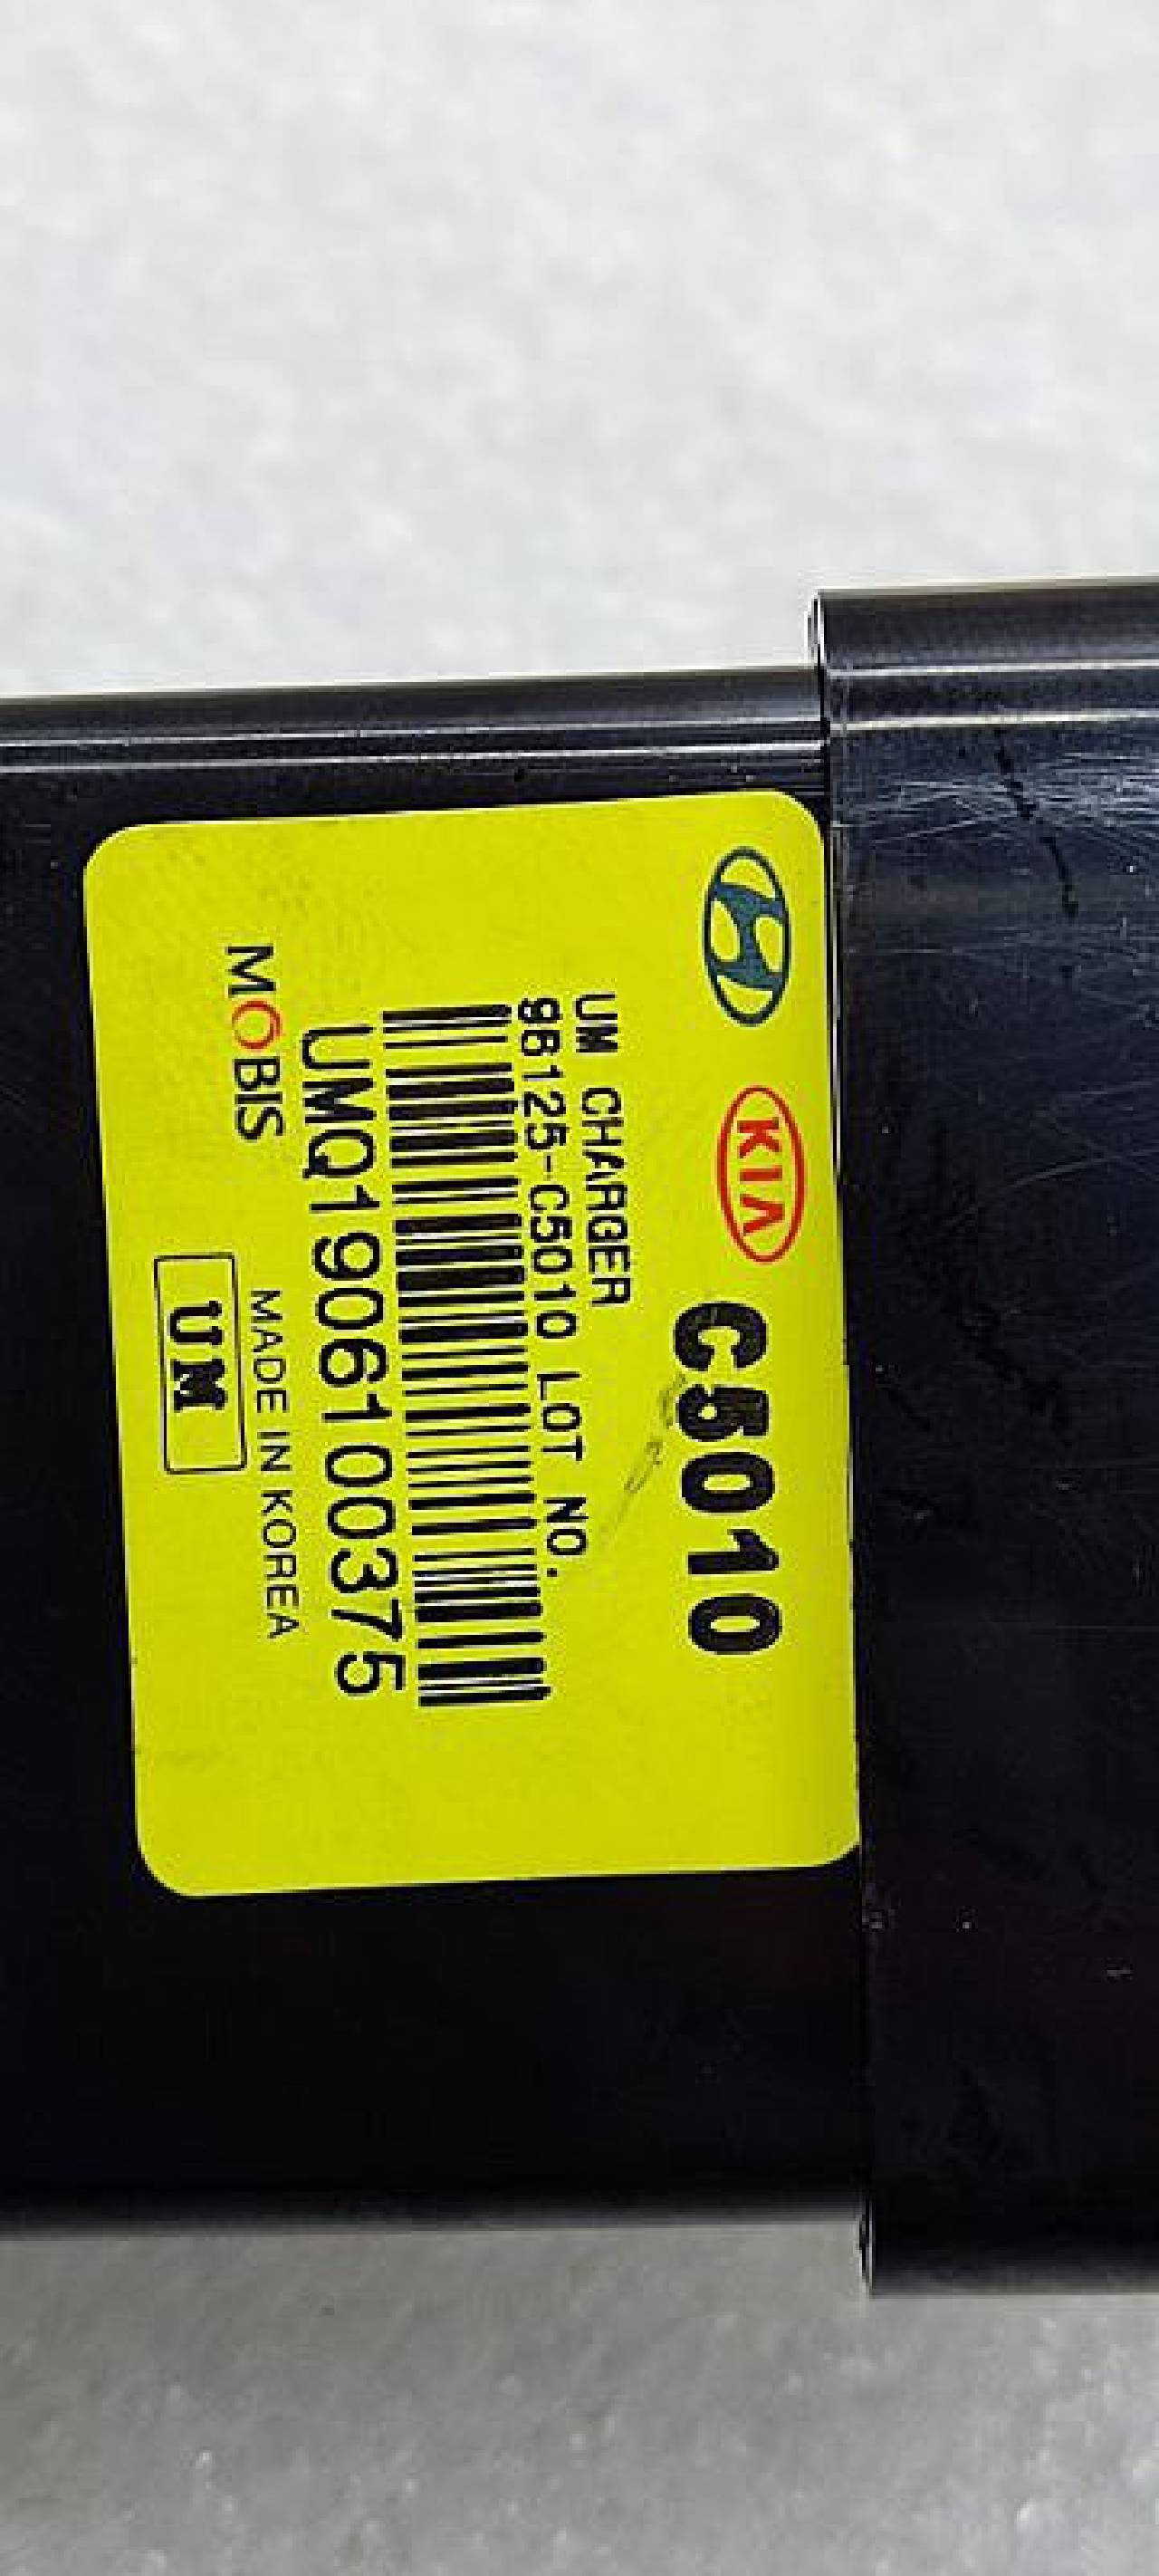 KIA C5010
UM CHARGER
96125-C5010 LOT NO.
UMQ1906100375
MOBIS MADE IN KOREA
UM